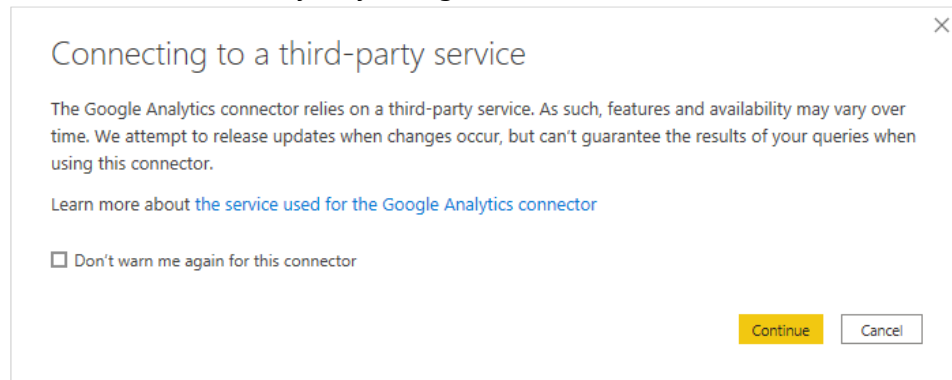 Connecting to a third-party service
The Google Analytics connector relies on a third-party service. As such, features and availability may vary over
time. We attempt to release updates when changes occur, but can't guarantee the results of your queries when
using this connector.
Learn more about the service used for the Google Analytics connector
Don't warn me again for this connector
Continue Cancel